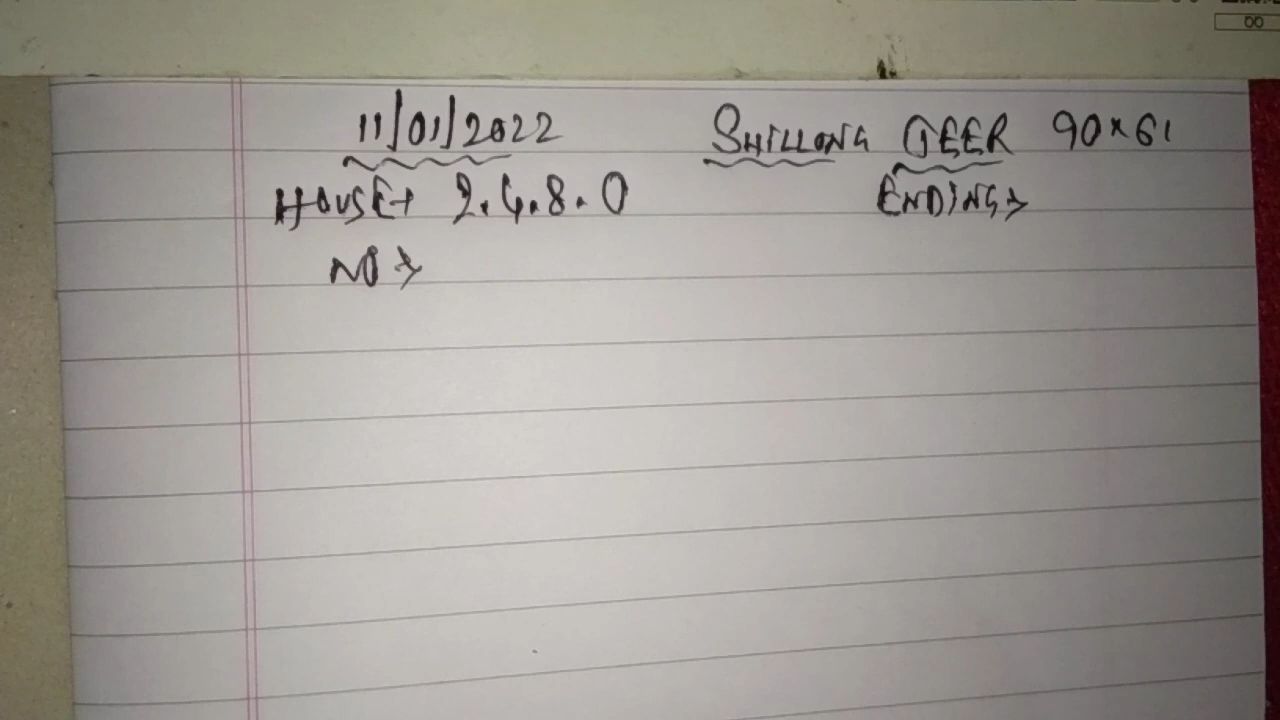 11/01/2022 SHILLONG TEER 90×61
HOUSE→ 2.4.8.0 ENDING→
NO→